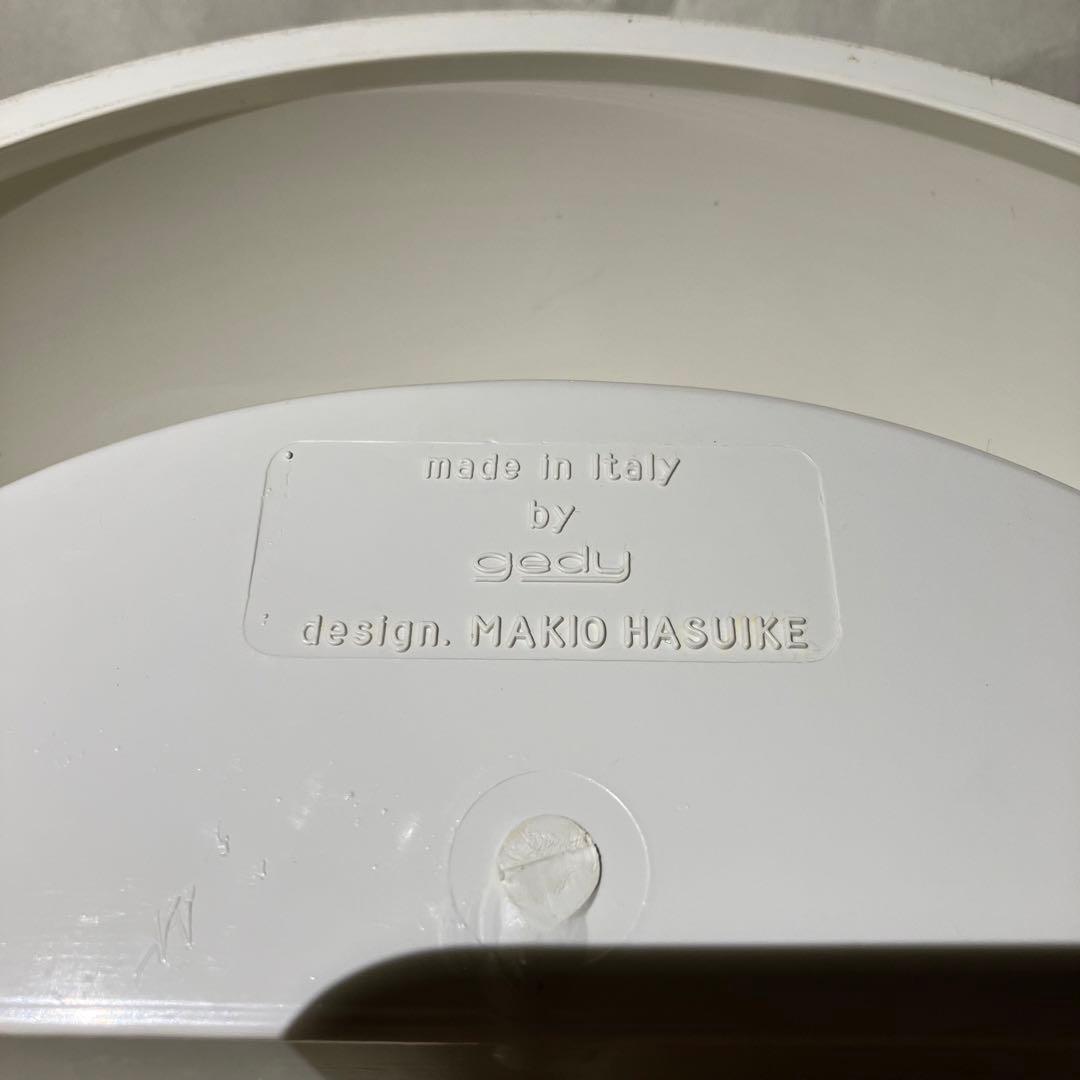 made in Italy
by
gedy
design. MAKIO HASUIKE